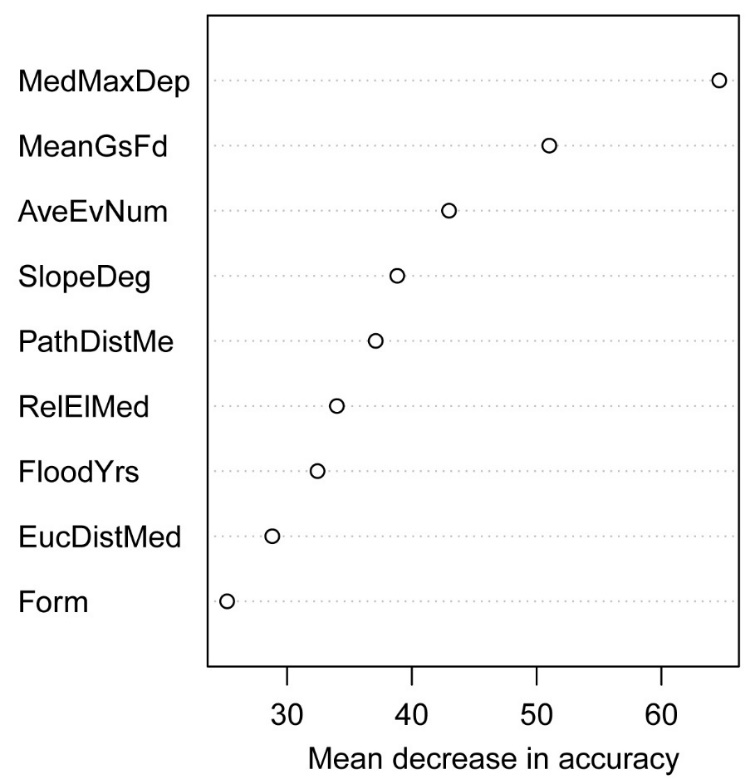 MedMaxDep
MeanGsFd
AveEvNum
SlopeDeg
PathDistMe
RelElMed
FloodYrs
EucDistMed
Form
30 40 50 60
Mean decrease in accuracy